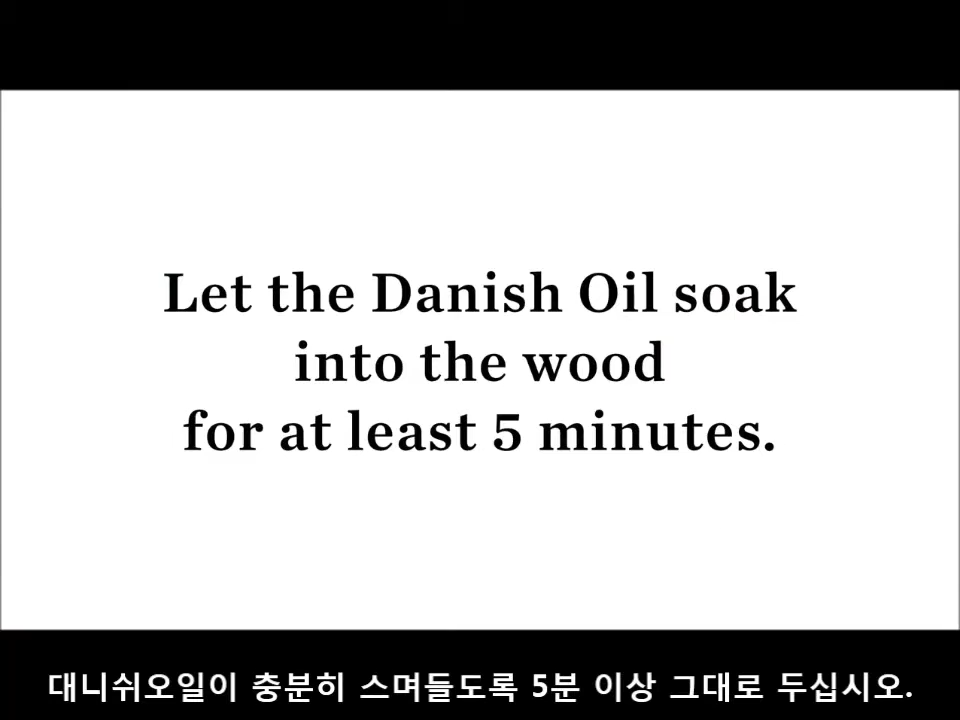 Let the Danish Oil soak
into the wood
for at least 5 minutes.
대니쉬오일이 충분히 스며들도록 5분 이상 그대로 두십시오.